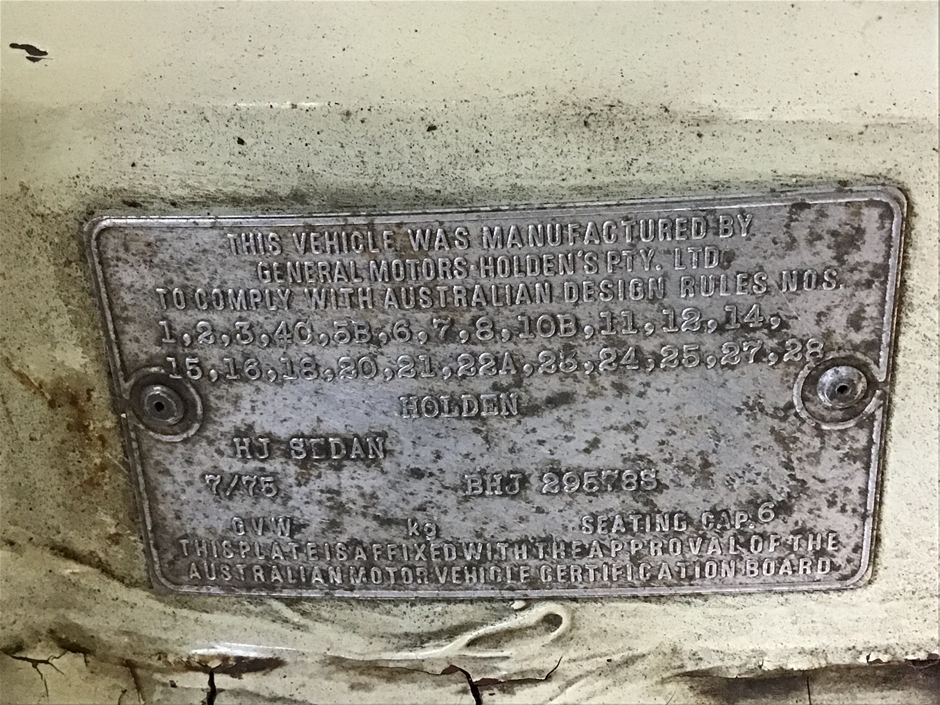 THIS VEHICLE WAS MANUFACTURED BY
GENERAL MOTORS-HOLDEN'S PTY. LTD.
TO COMPLY WITH AUSTRALIAN DESIGN RULES NOS.
1,2,3,4C,5B,6,7,8,10B,11,12,14,
15,16,18,20,21,22A,23,24,25,27,28
HOLDEN
HJ SEDAN
7/75 BHJ 29578S
GVW kg SEATING CAP. 6
THIS PLATE IS AFFIXED WITH THE APPROVAL OF THE
AUSTRALIAN MOTOR VEHICLE CERTIFICATION BOARD